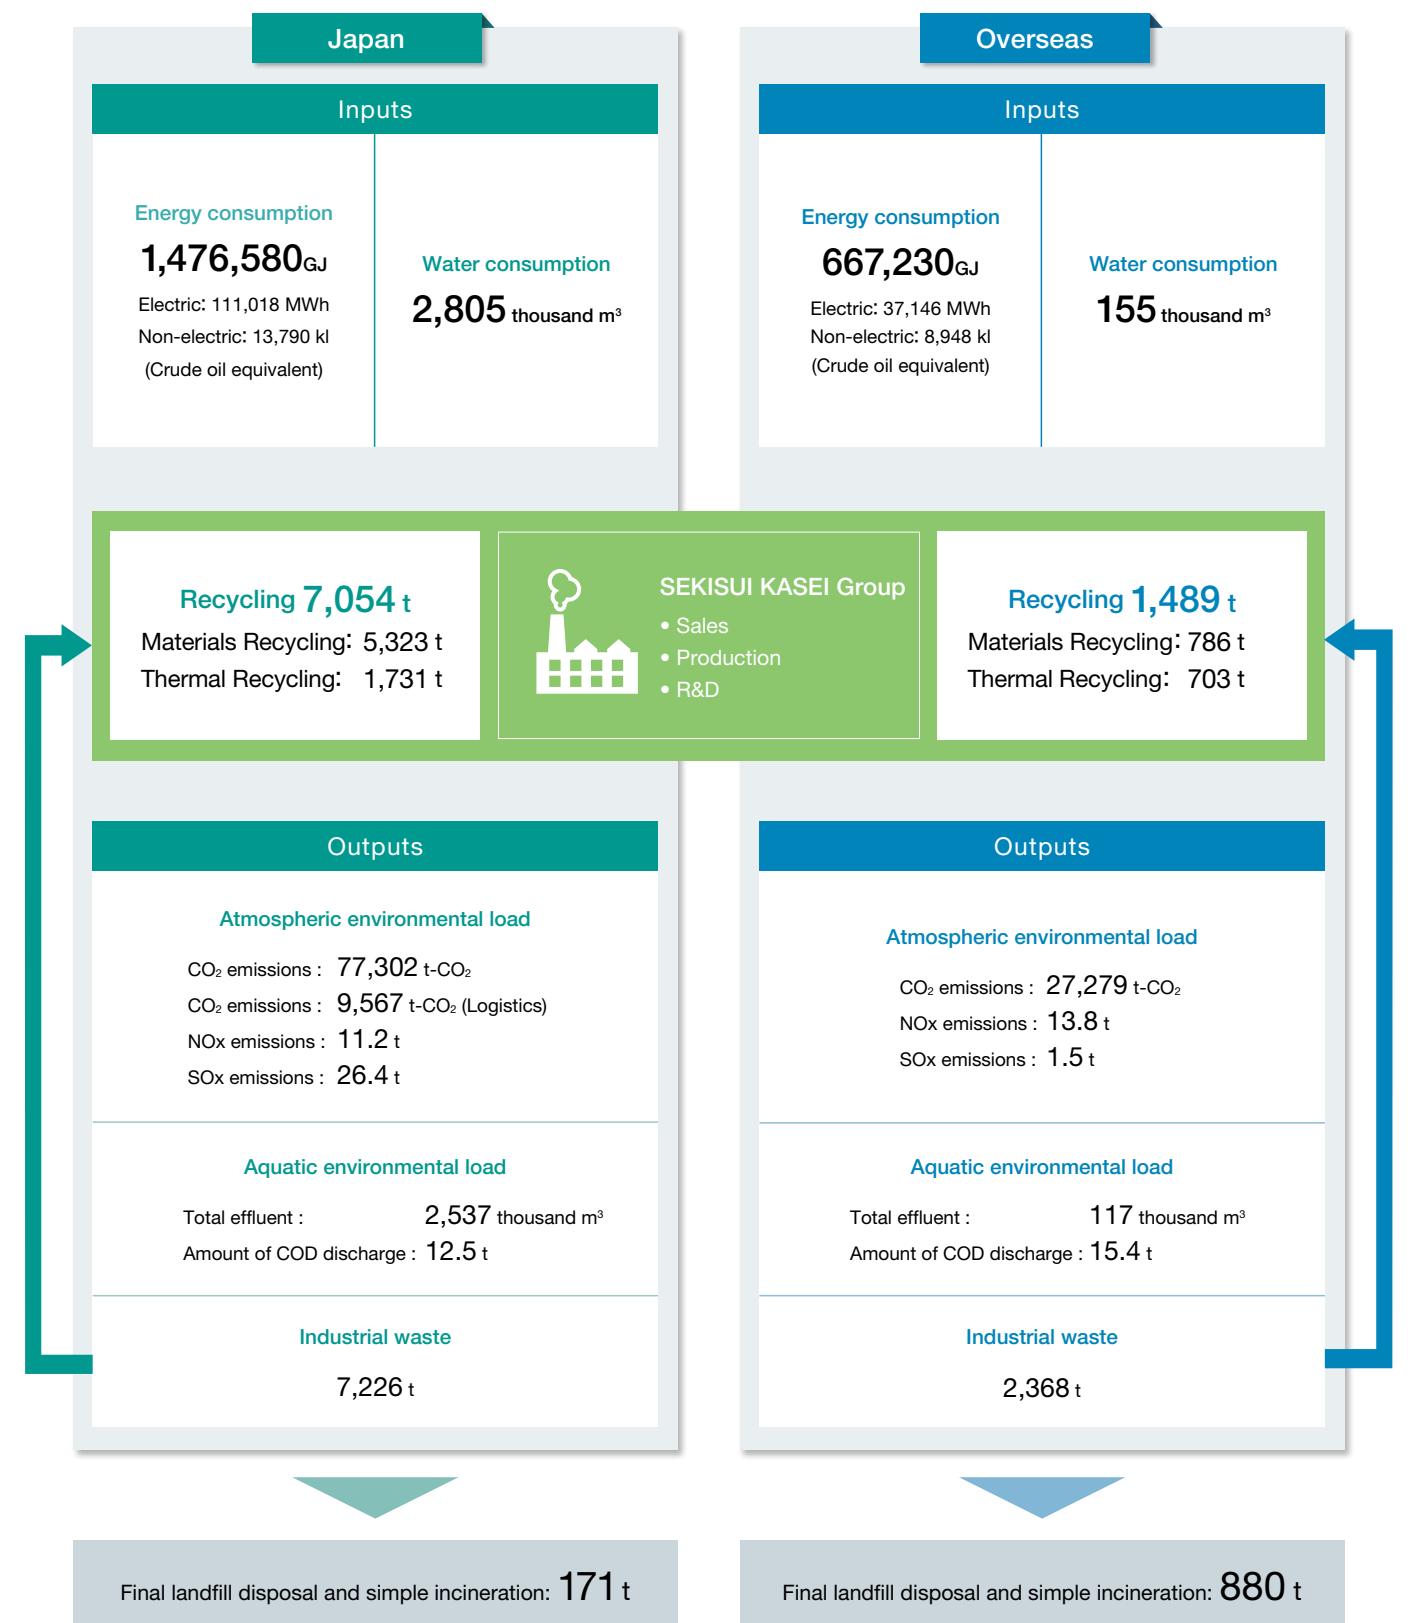 Japan
Inputs
Energy consumption
1,476,580GJ
Electric: 111,018 MWh
Non-electric: 13,790 kl
(Crude oil equivalent)
Water consumption
2,805 thousand m³
Overseas
Inputs
Energy consumption
667,230GJ
Electric: 37,146 MWh
Non-electric: 8,948 kl
(Crude oil equivalent)
Water consumption
155 thousand m³
Recycling 7,054 t
Materials Recycling: 5,323 t
Thermal Recycling: 1,731 t
SEKISUI KASEI Group
• Sales
• Production
• R&D
Recycling 1,489 t
Materials Recycling: 786 t
Thermal Recycling: 703 t
Outputs
Atmospheric environmental load
CO₂ emissions : 77,302 t-CO₂
CO₂ emissions : 9,567 t-CO₂ (Logistics)
NOx emissions : 11.2 t
SOx emissions : 26.4 t
Aquatic environmental load
Total effluent : 2,537 thousand m³
Amount of COD discharge : 12.5 t
Industrial waste
7,226 t
Outputs
Atmospheric environmental load
CO₂ emissions : 27,279 t-CO₂
NOx emissions : 13.8 t
SOx emissions : 1.5 t
Aquatic environmental load
Total effluent : 117 thousand m³
Amount of COD discharge : 15.4 t
Industrial waste
2,368 t
Final landfill disposal and simple incineration: 171 t
Final landfill disposal and simple incineration: 880 t